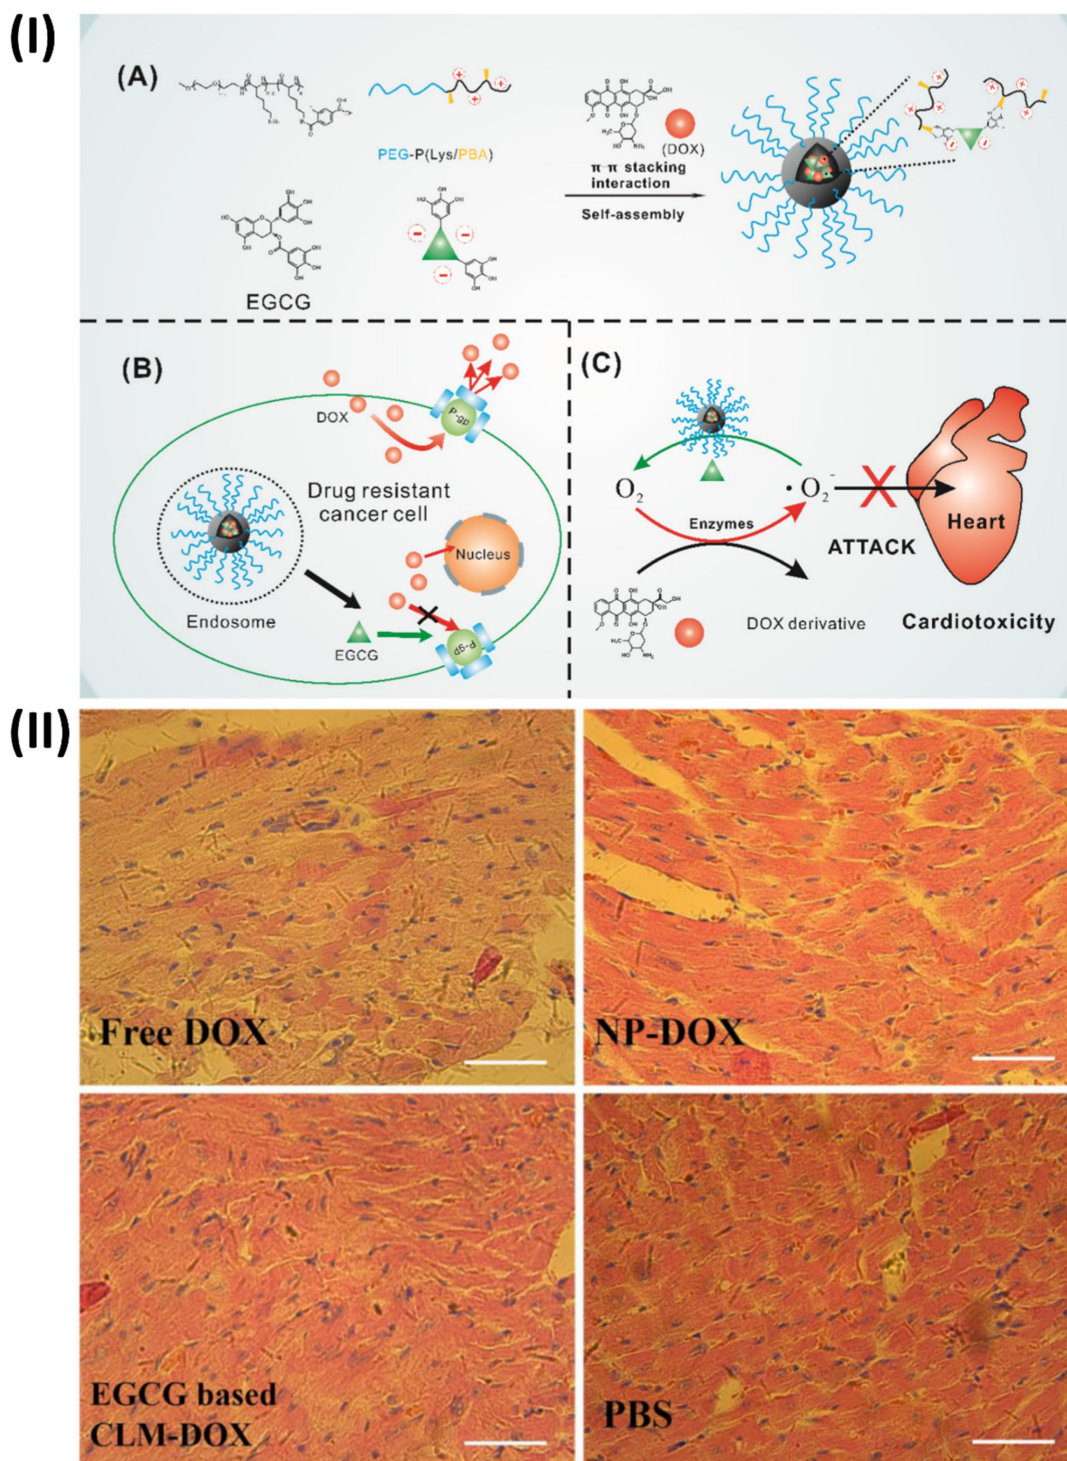 (I)
(A)
PEG-P(Lys/PBA)
(DOX)
π π stacking
interaction
Self-assembly
EGCG
(B)
DOX
P-gp
Drug resistant
cancer cell
Nucleus
Endosome
EGCG
P-gp
(C)
O2
· O2-
Enzymes
ATTACK
Heart
DOX derivative
Cardiotoxicity
(II)
Free DOX
NP-DOX
EGCG based
CLM-DOX
PBS